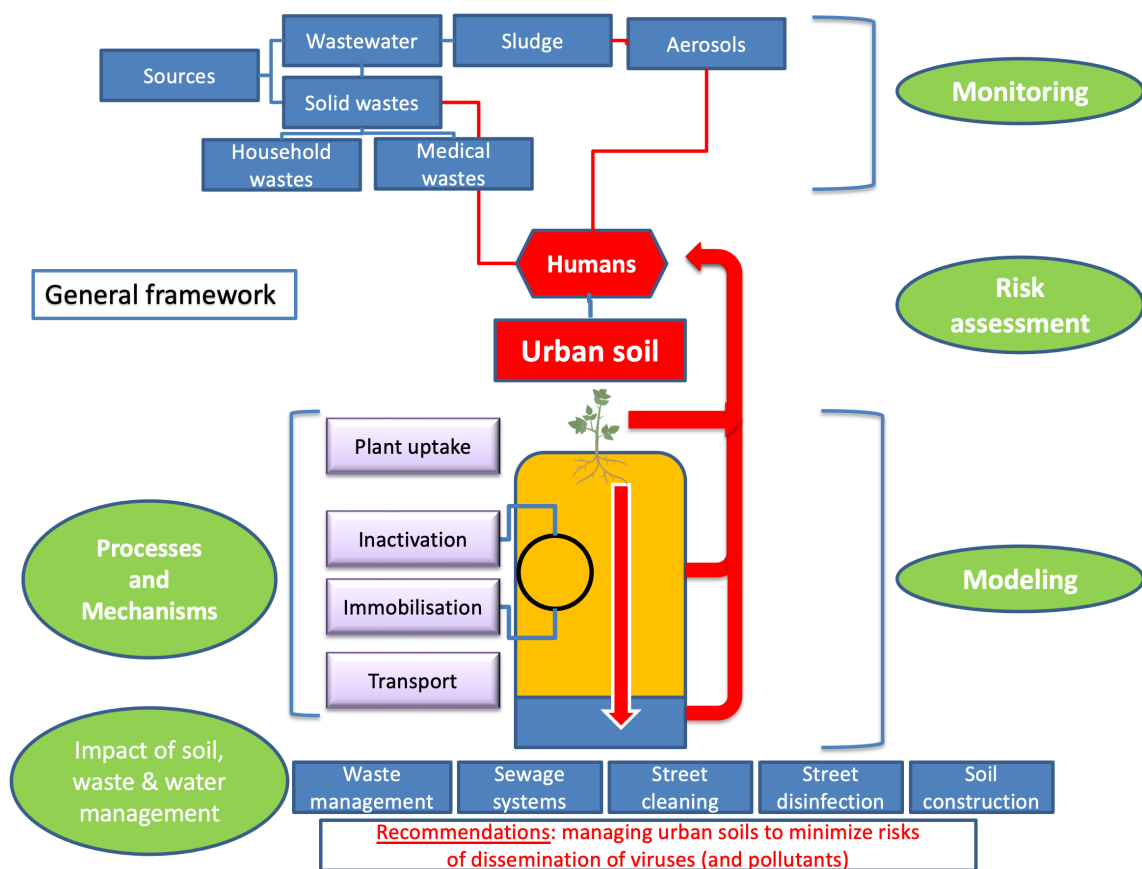 Wastewater
Sludge
Aerosols
Sources
Solid wastes
Household
wastes
Medical
wastes
Monitoring
Humans
General framework
Risk
assessment
Urban soil
Plant uptake
Inactivation
Immobilisation
Transport
Processes
and
Mechanisms
Modeling
Impact of soil,
waste & water
management
Waste
management
Sewage
systems
Street
cleaning
Street
disinfection
Soil
construction
Recommendations: managing urban soils to minimize risks
of dissemination of viruses (and pollutants)